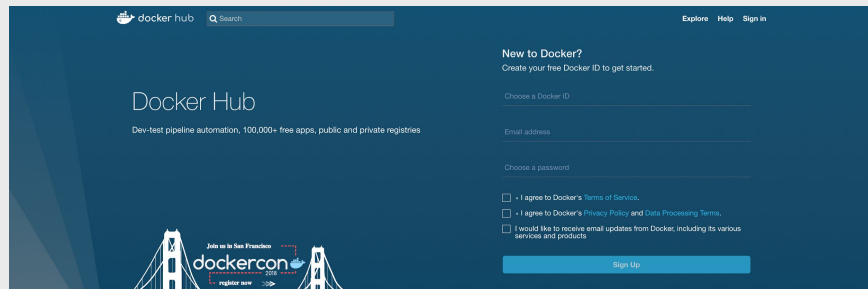 docker hub
Search
Explore Help Sign in
New to Docker?
Create your free Docker ID to get started.
Choose a Docker ID
Docker Hub
Email address
Dev-test pipeline automation, 100,000+ free apps, public and private registries
Choose a password
* I agree to Docker's Terms of Service.
* I agree to Docker's Privacy Policy and Data Processing Terms.
I would like to receive email updates from Docker, including its various
services and products
Sign Up
Join us in San Francisco
dockercon
2018
register now >>>